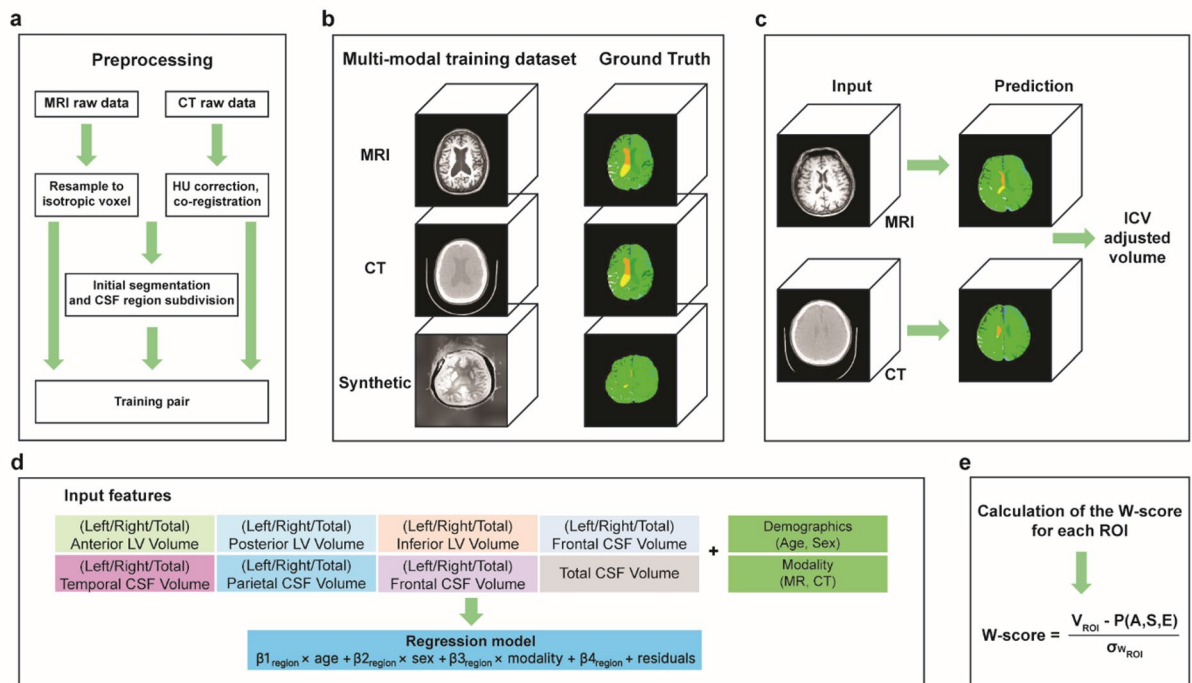 a
Preprocessing
MRI raw data
CT raw data
Resample to
isotropic voxel
HU correction,
co-registration
Initial segmentation
and CSF region subdivision
Training pair
b
Multi-modal training dataset
Ground Truth
MRI
CT
Synthetic
c
Input
Prediction
MRI
CT
ICV
adjusted
volume
d
Input features
(Left/Right/Total)
Anterior LV Volume
(Left/Right/Total)
Posterior LV Volume
(Left/Right/Total)
Inferior LV Volume
(Left/Right/Total)
Frontal CSF Volume
(Left/Right/Total)
Temporal CSF Volume
(Left/Right/Total)
Parietal CSF Volume
(Left/Right/Total)
Frontal CSF Volume
Total CSF Volume
+
Demographics
(Age, Sex)
Modality
(MR, CT)
Regression model
β1region × age + β2region × sex + β3region × modality + β4region + residuals
e
Calculation of the W-score
for each ROI
W-score = 
VROI - P(A,S,E)
σWROI